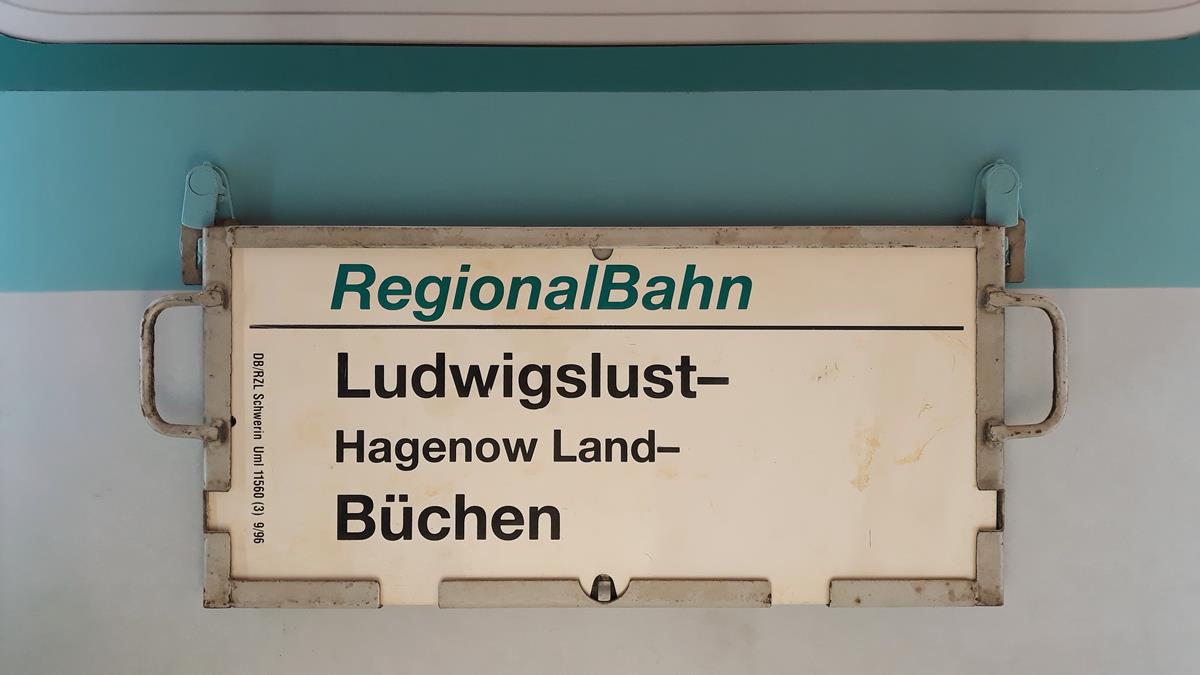 RegionalBahn
Ludwigslust–
Hagenow Land–
Büchen
DB/RZL Schwerin Uml 11560 (3) 9/96